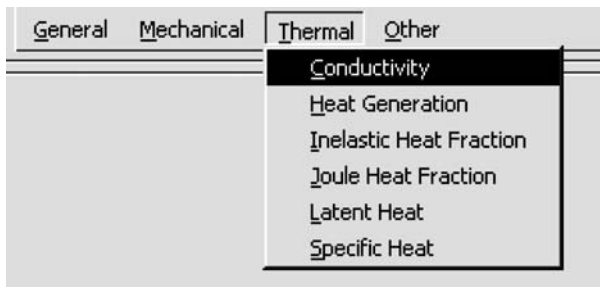 General Mechanical Thermal Other
Conductivity
Heat Generation
Inelastic Heat Fraction
Joule Heat Fraction
Latent Heat
Specific Heat